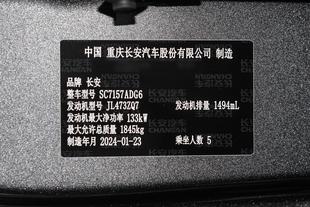 中国 重庆长安汽车股份有限公司 制造
品牌 长安
整车型号 SC7157ADG6
发动机型号 JL473ZQ7 发动机排量 1494mL
发动机最大净功率 133kW
最大允许总质量 1845kg
制造年月 2024-01-23 乘坐人数 5